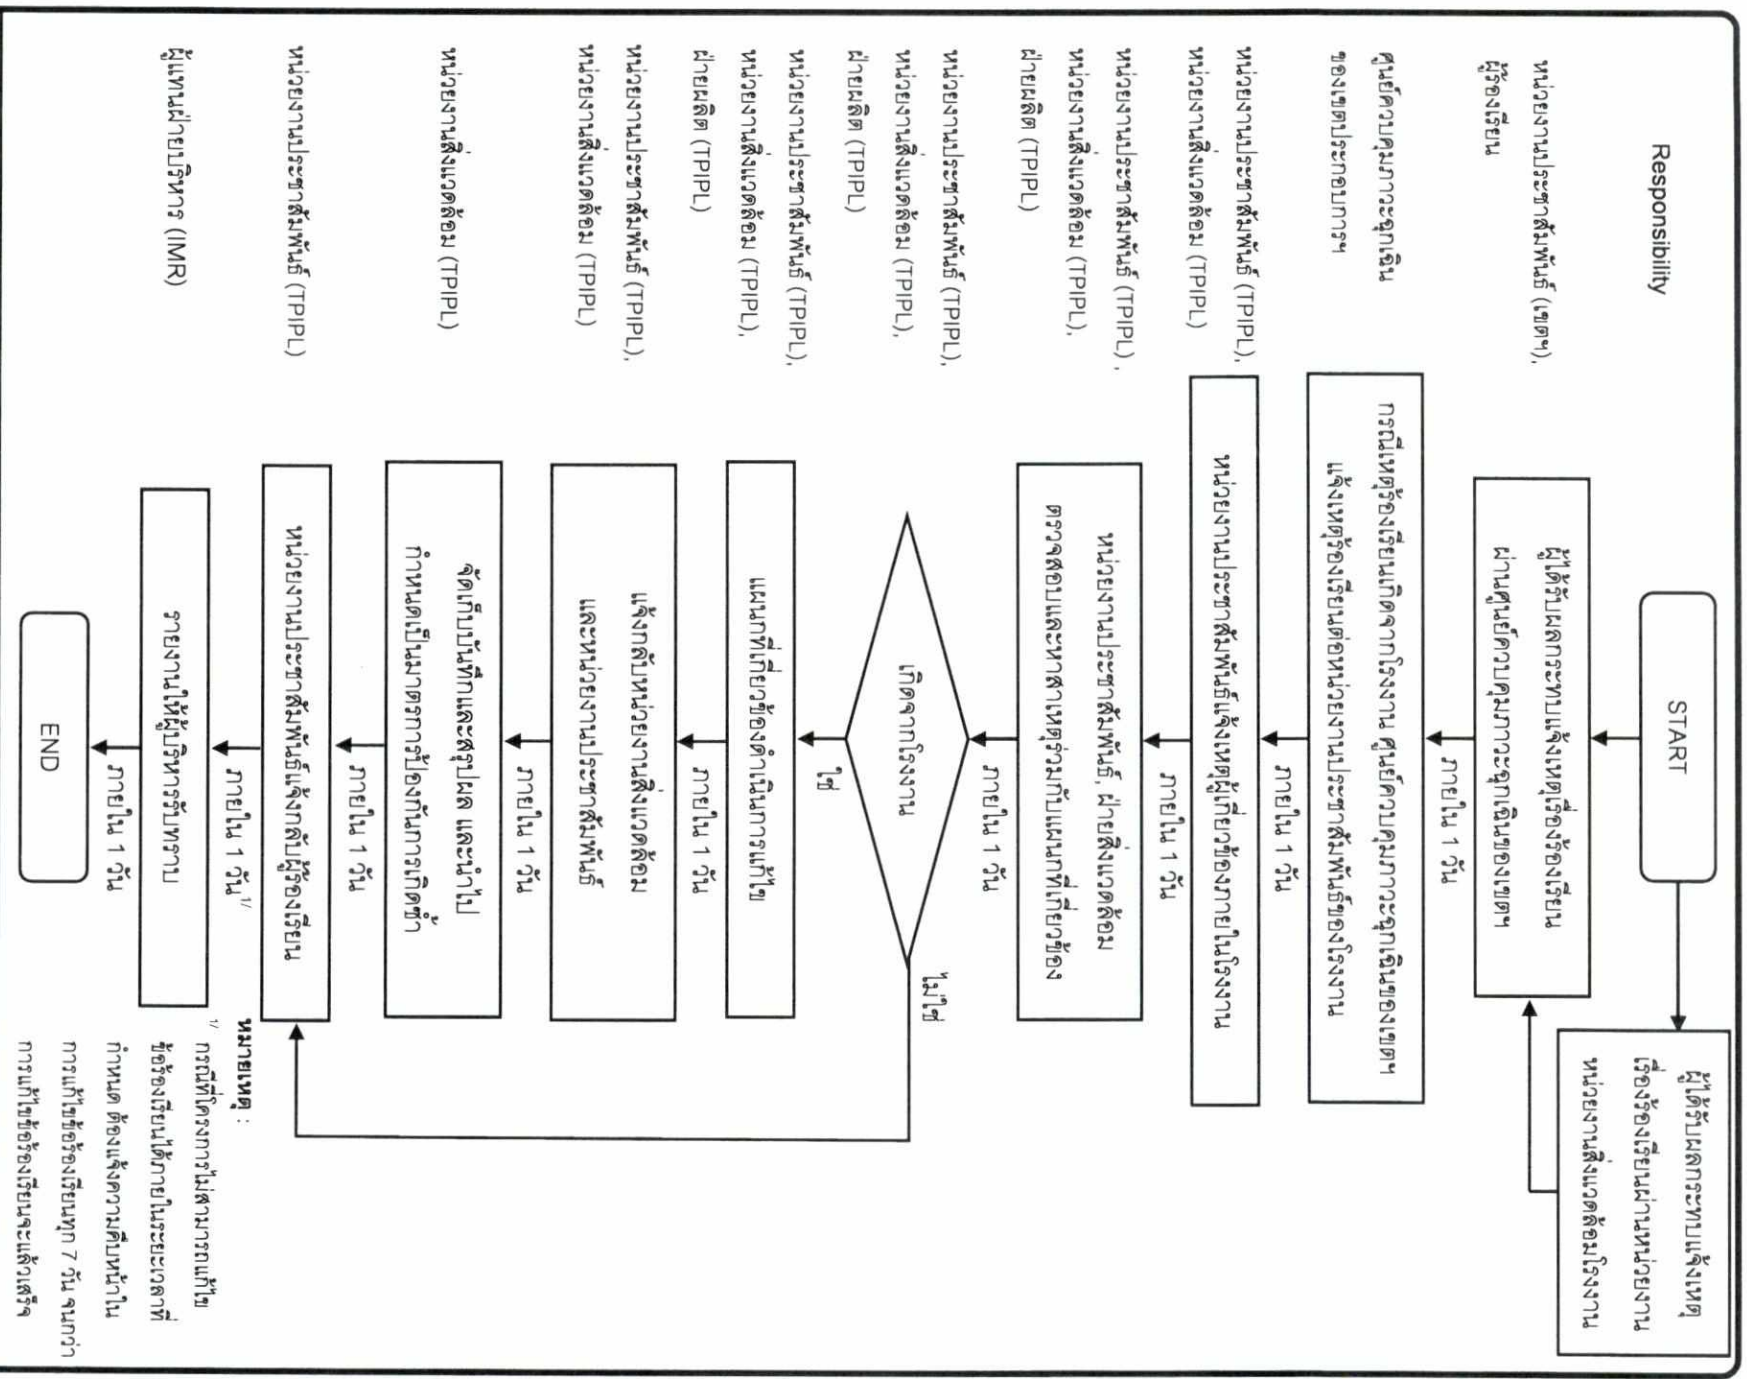 Responsibility
START
ผู้ได้รับผลกระทบแจ้งเหตุ
เรื่องร้องเรียนผ่านหน่วยงาน
หน่วยงานสิ่งแวดล้อมโรงงาน
หน่วยงานประชาสัมพันธ์ (เขตฯ),
ผู้ร้องเรียน
ผู้ได้รับผลกระทบแจ้งเหตุเรื่องร้องเรียน
ผ่านศูนย์ควบคุมภาวะฉุกเฉินของเขตฯ
ภายใน 1 วัน
ศูนย์ควบคุมภาวะฉุกเฉิน
ของเขตประกอบการฯ
กรณีเหตุร้องเรียนเกิดจากโรงงาน ศูนย์ควบคุมภาวะฉุกเฉินของเขตฯ
แจ้งเหตุร้องเรียนต่อหน่วยงานประชาสัมพันธ์ของโรงงาน
ภายใน 1 วัน
หน่วยงานประชาสัมพันธ์ (TPIPL),
หน่วยงานสิ่งแวดล้อม (TPIPL)
หน่วยงานประชาสัมพันธ์แจ้งเหตุผู้เกี่ยวข้องภายในโรงงาน
ภายใน 1 วัน
หน่วยงานประชาสัมพันธ์ (TPIPL) ,
หน่วยงานสิ่งแวดล้อม (TPIPL),
ฝ่ายผลิต (TPIPL)
หน่วยงานประชาสัมพันธ์, ฝ่ายสิ่งแวดล้อม
ตรวจสอบและหาสาเหตุร่วมกับแผนกที่เกี่ยวข้อง
ภายใน 1 วัน
หน่วยงานประชาสัมพันธ์ (TPIPL),
หน่วยงานสิ่งแวดล้อม (TPIPL),
ฝ่ายผลิต (TPIPL)
เกิดจากโรงงาน
ไม่ใช่
ใช่
หน่วยงานประชาสัมพันธ์ (TPIPL),
หน่วยงานสิ่งแวดล้อม (TPIPL),
ฝ่ายผลิต (TPIPL)
แผนกที่เกี่ยวข้องดำเนินการแก้ไข
ภายใน 1 วัน
หน่วยงานประชาสัมพันธ์ (TPIPL),
หน่วยงานสิ่งแวดล้อม (TPIPL)
แจ้งกลับหน่วยงานสิ่งแวดล้อม
และหน่วยงานประชาสัมพันธ์
ภายใน 1 วัน
หน่วยงานสิ่งแวดล้อม (TPIPL)
จัดเก็บบันทึกและสรุปผล และนำไป
กำหนดเป็นมาตรการป้องกันการเกิดซ้ำ
ภายใน 1 วัน
หน่วยงานประชาสัมพันธ์ (TPIPL)
หน่วยงานประชาสัมพันธ์แจ้งกลับผู้ร้องเรียน
ภายใน 1 วัน 1/
ผู้แทนฝ่ายบริหาร (IMR)
รายงานให้ผู้บริหารรับทราบ
ภายใน 1 วัน
END
หมายเหตุ :
1/ กรณีที่โครงการไม่สามารถแก้ไข
ข้อร้องเรียนได้ภายในระยะเวลาที่
กำหนด ต้องแจ้งความคืบหน้าใน
การแก้ไขข้อร้องเรียนทุก 7 วัน จนกว่า
การแก้ไขข้อร้องเรียนจะแล้วเสร็จ